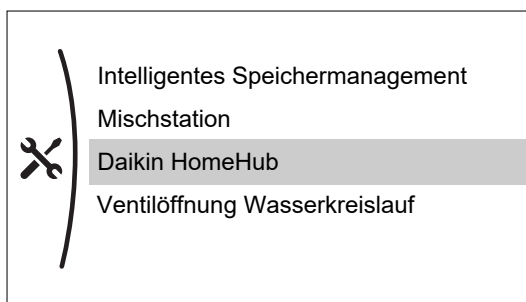 Intelligentes Speichermanagement
Mischstation
Daikin HomeHub
Ventilöffnung Wasserkreislauf